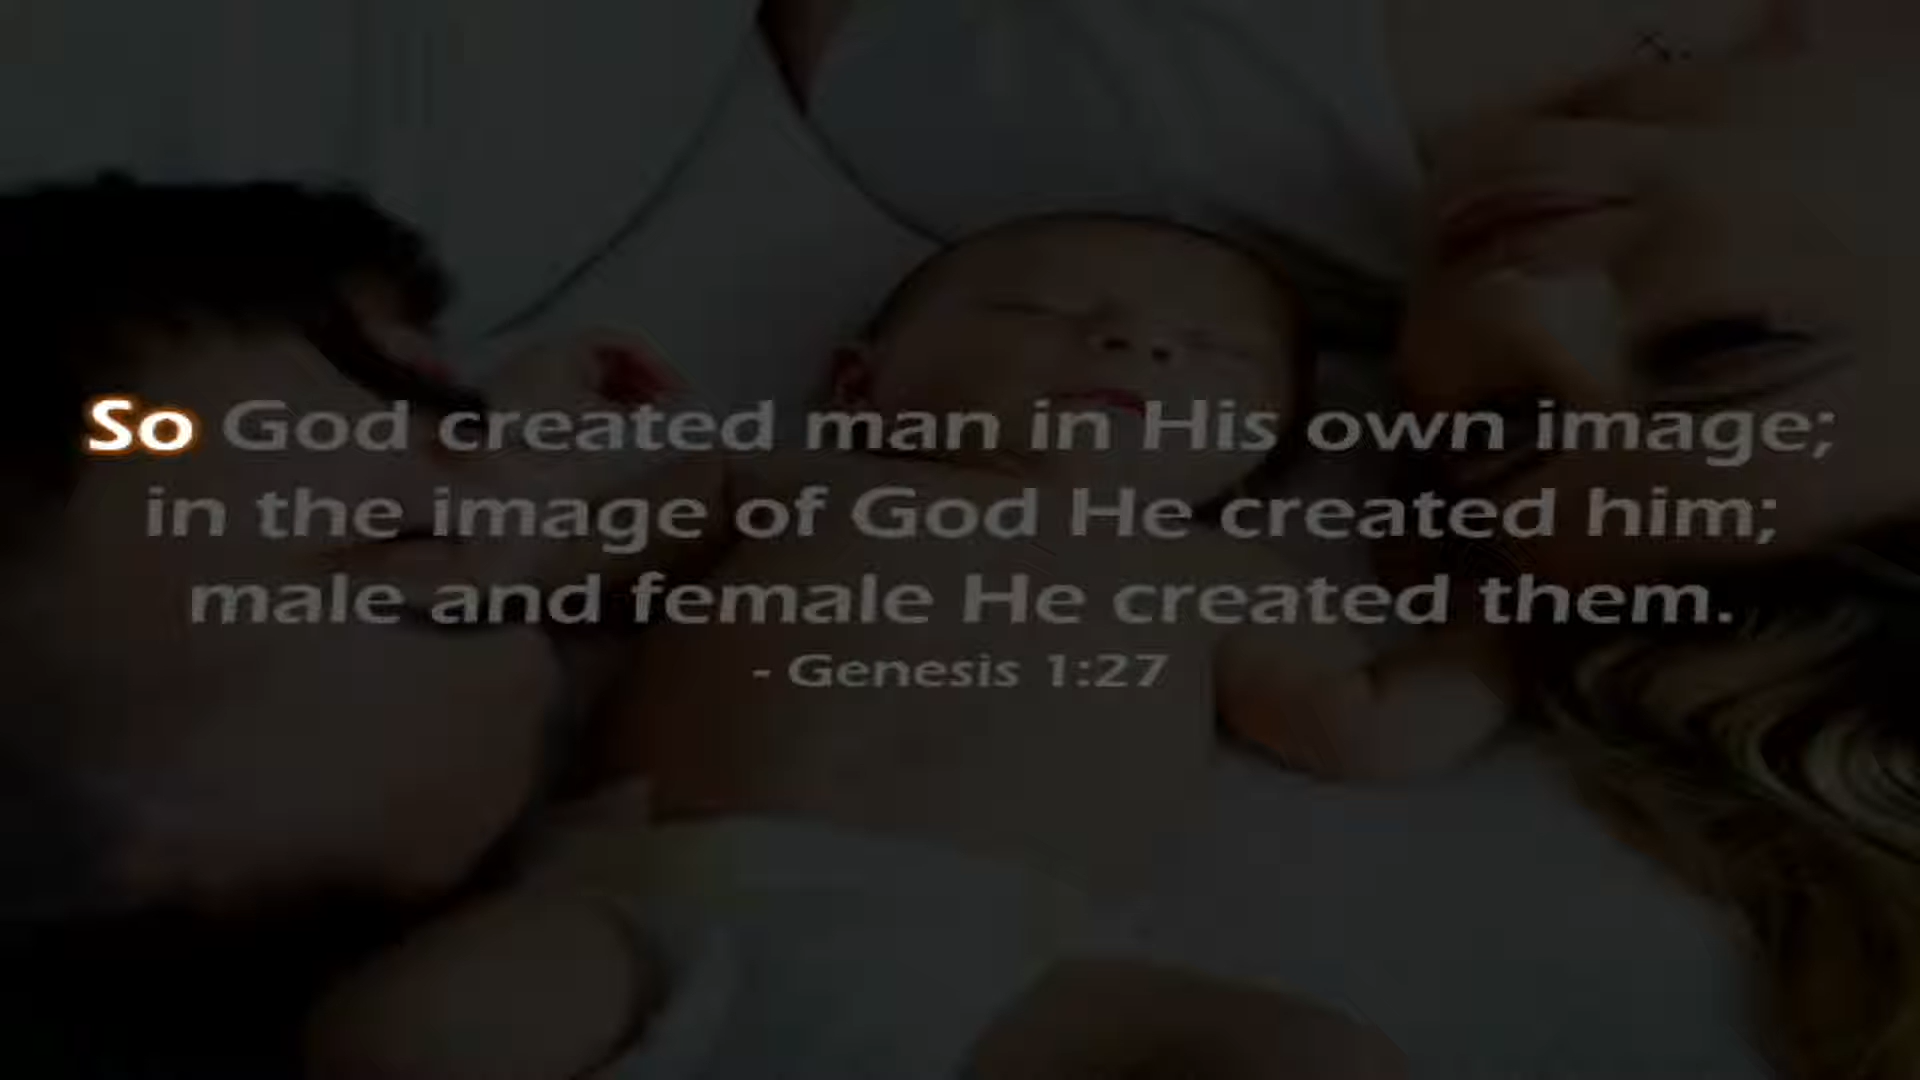 So God created man in His own image;
in the image of God He created him;
male and female He created them.
- Genesis 1:27